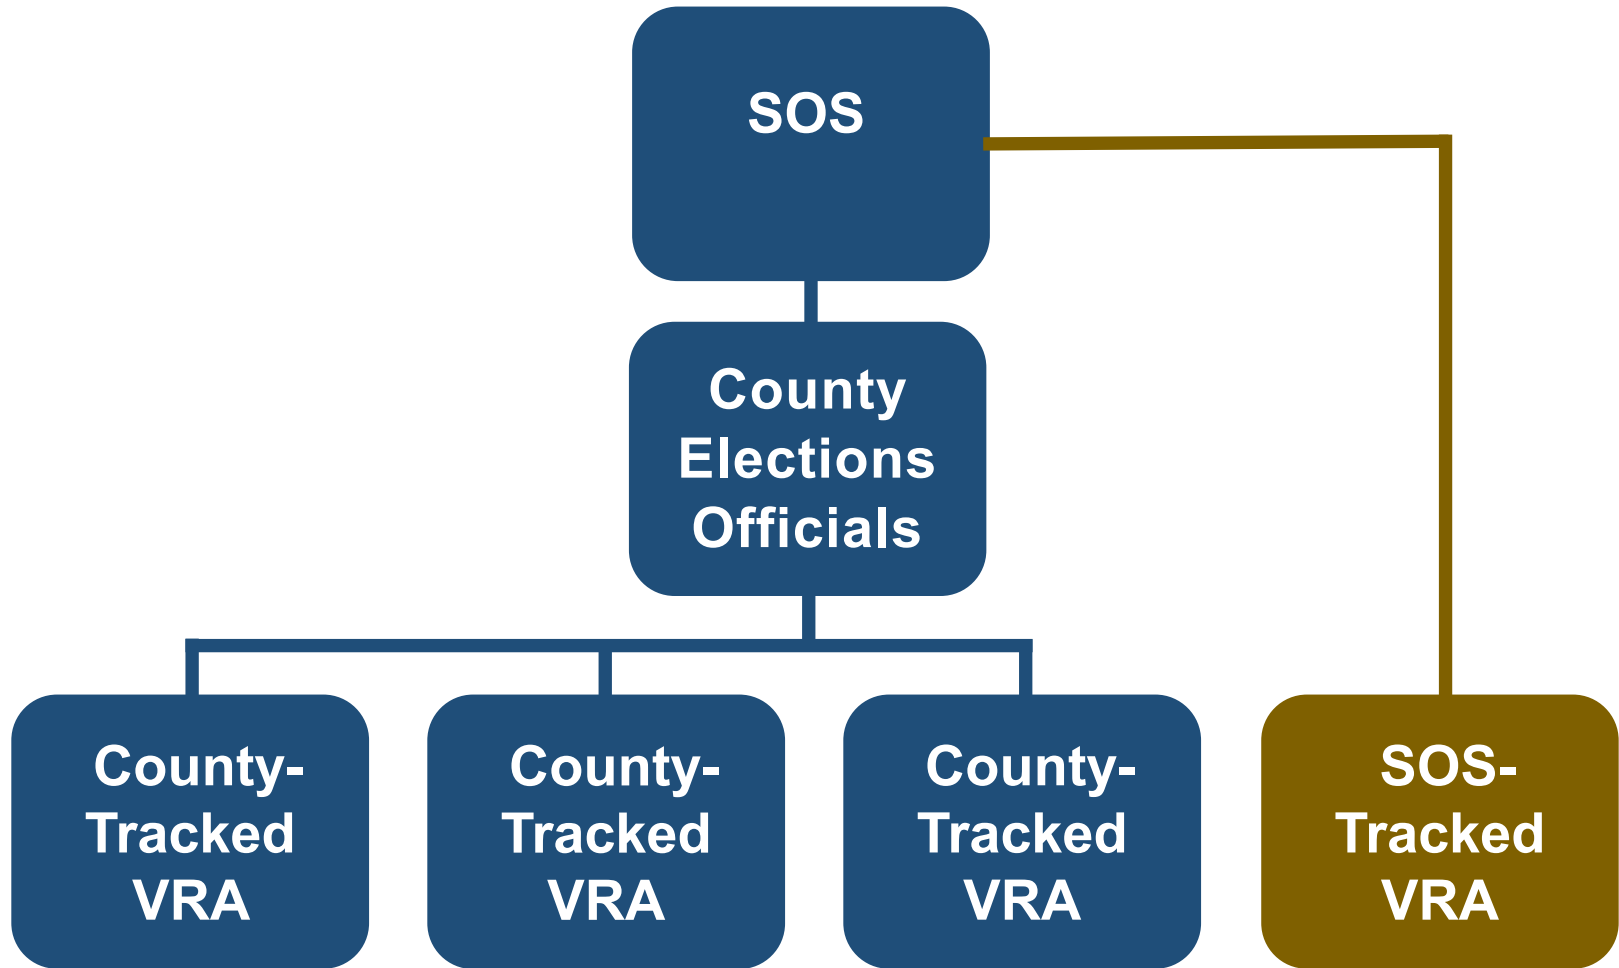 SOS
County
Elections
Officials
County-
Tracked
VRA
County-
Tracked
VRA
County-
Tracked
VRA
SOS-
Tracked
VRA